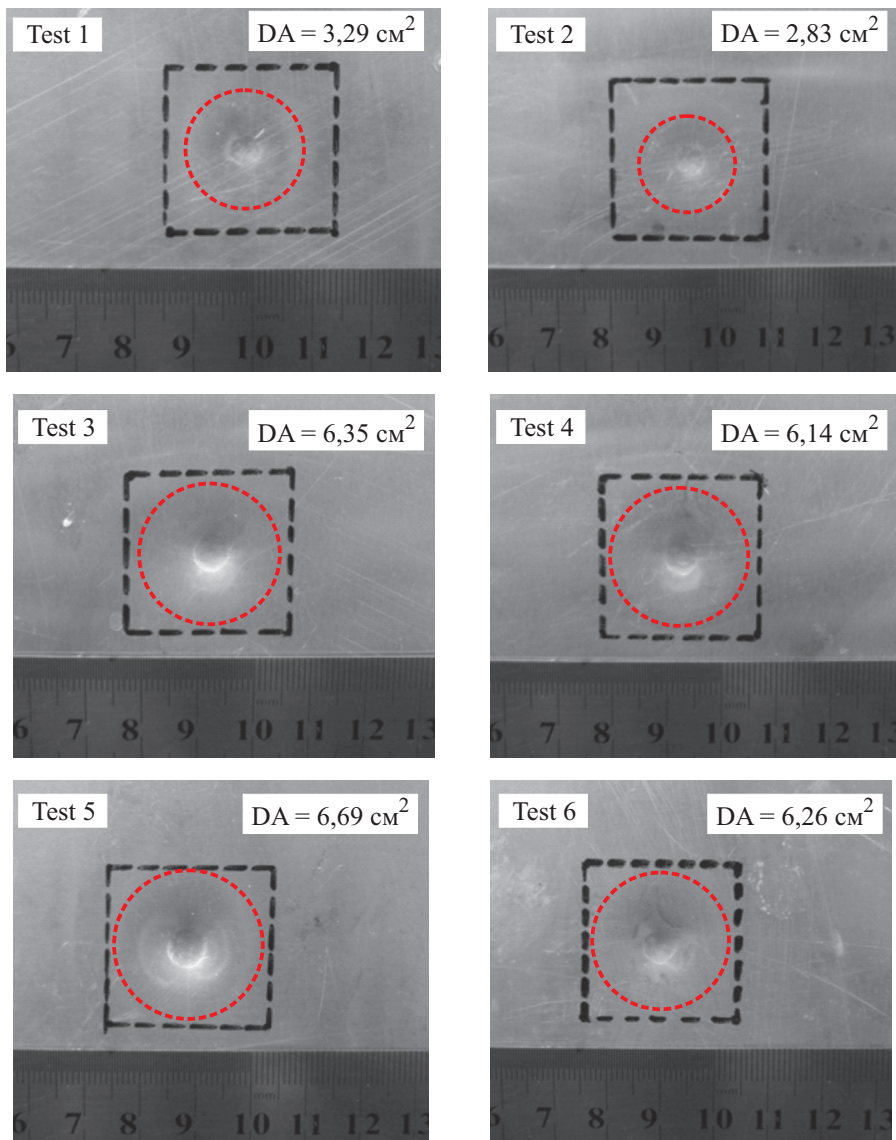 Test 1
DA = 3,29 см²
6 7 8 9 10 11 12 13
Test 2
DA = 2,83 см²
6 7 8 9 10 11 12 13
Test 3
DA = 6,35 см²
6 7 8 9 10 11 12 13
Test 4
DA = 6,14 см²
6 7 8 9 10 11 12 13
Test 5
DA = 6,69 см²
6 7 8 9 10 11 12 13
Test 6
DA = 6,26 см²
6 7 8 9 10 11 12 13